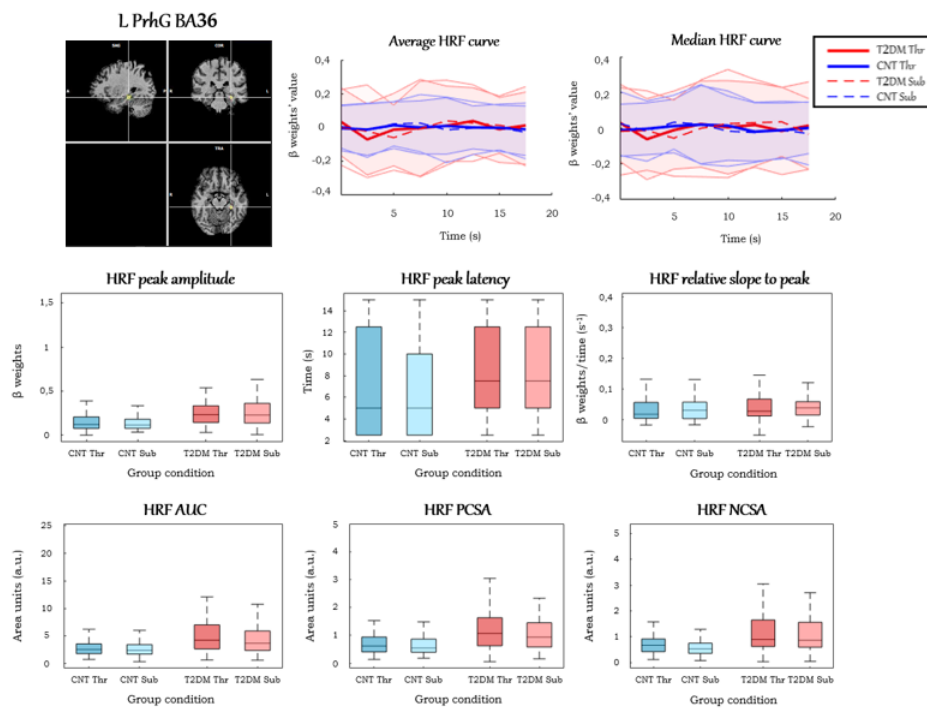 L PrhG BA36
SAG
COR
A
P
R
L
TRA
R
L
Average HRF curve
β weights' value
0,4
0,2
0
-0,2
-0,4
5
10
15
20
Time (s)
Median HRF curve
β weights' value
0,4
0,2
0
-0,2
-0,4
5
10
15
20
Time (s)
T2DM Thr
CNT Thr
T2DM Sub
CNT Sub
HRF peak amplitude
β weights
1,5
1
0,5
0
CNT Thr CNT Sub T2DM Thr T2DM Sub
Group condition
HRF peak latency
Time (s)
14
12
10
8
6
4
2
CNT Thr CNT Sub T2DM Thr T2DM Sub
Group condition
HRF relative slope to peak
β weights/time (s⁻¹)
0,4
0,3
0,2
0,1
0
CNT Thr CNT Sub T2DM Thr T2DM Sub
Group condition
HRF AUC
Area units (a.u.)
25
20
15
10
5
0
CNT Thr CNT Sub T2DM Thr T2DM Sub
Group condition
HRF PCSA
Area units (a.u.)
5
4
3
2
1
0
CNT Thr CNT Sub T2DM Thr T2DM Sub
Group condition
HRF NCSA
Area units (a.u.)
5
4
3
2
1
0
CNT Thr CNT Sub T2DM Thr T2DM Sub
Group condition